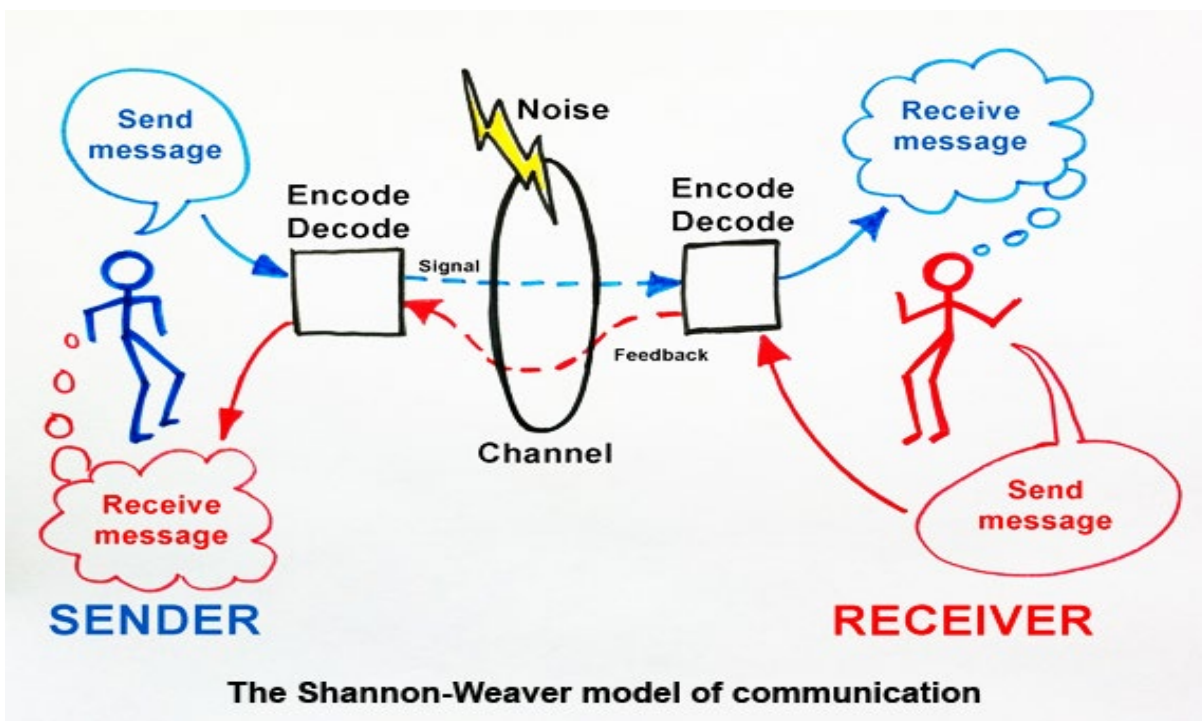 Send
message
Noise
Receive
message
Encode
Decode
Encode
Decode
Signal
Feedback
Channel
Receive
message
Send
message
SENDER
RECEIVER
The Shannon-Weaver model of communication